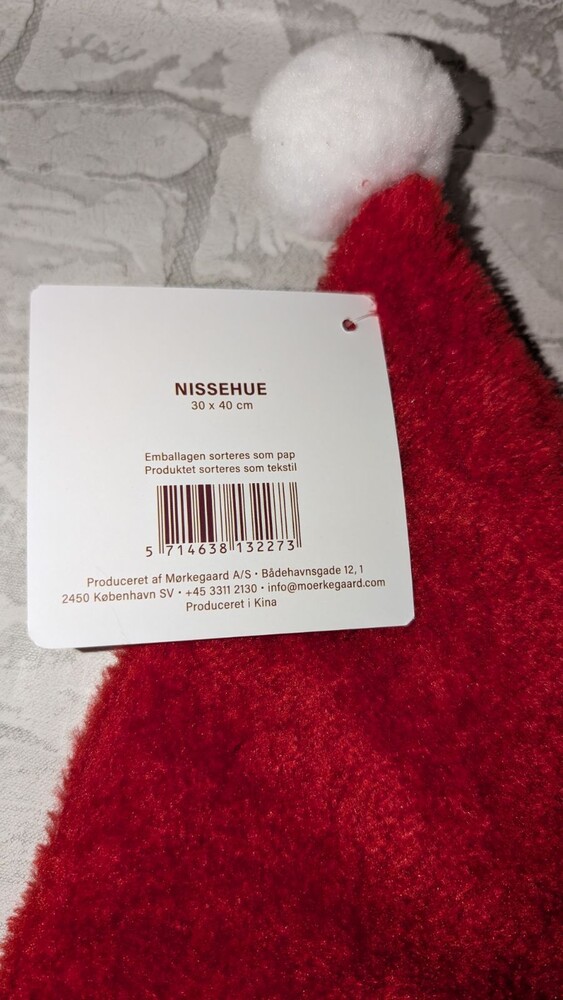 NISSEHUE
30 x 40 cm
Emballagen sorteres som pap
Produktet sorteres som tekstil
5 714638 132273
Produceret af Mørkegaard A/S · Bådehavnsgade 12, 1
2450 København SV · +45 3311 2130 · info@moerkegaard.com
Produceret i Kina